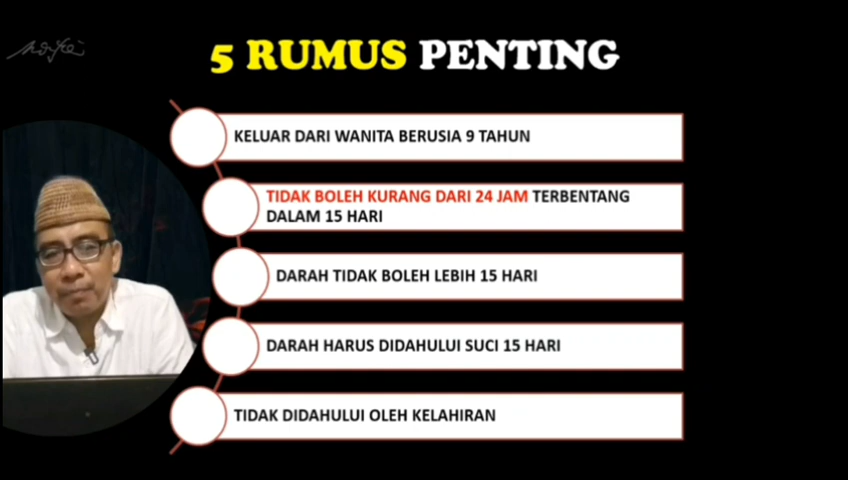 5 RUMUS PENTING
KELUAR DARI WANITA BERUSIA 9 TAHUN
TIDAK BOLEH KURANG DARI 24 JAM TERBENTANG
DALAM 15 HARI
DARAH TIDAK BOLEH LEBIH 15 HARI
DARAH HARUS DIDAHULUI SUCI 15 HARI
TIDAK DIDAHULUI OLEH KELAHIRAN